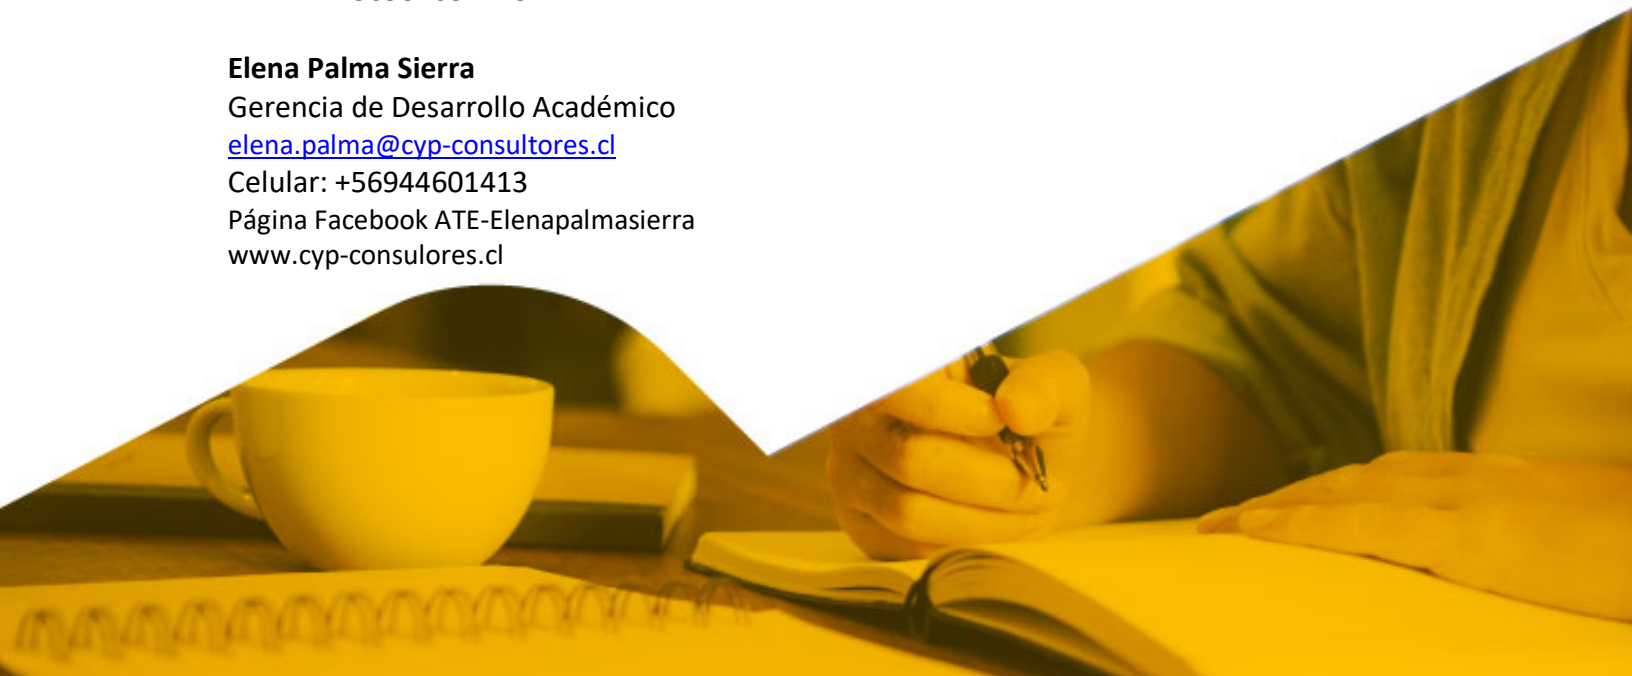 Elena Palma Sierra
Gerencia de Desarrollo Académico
elena.palma@cyp-consultores.cl
Celular: +56944601413
Página Facebook ATE-Elenapalmasierra
www.cyp-consulores.cl